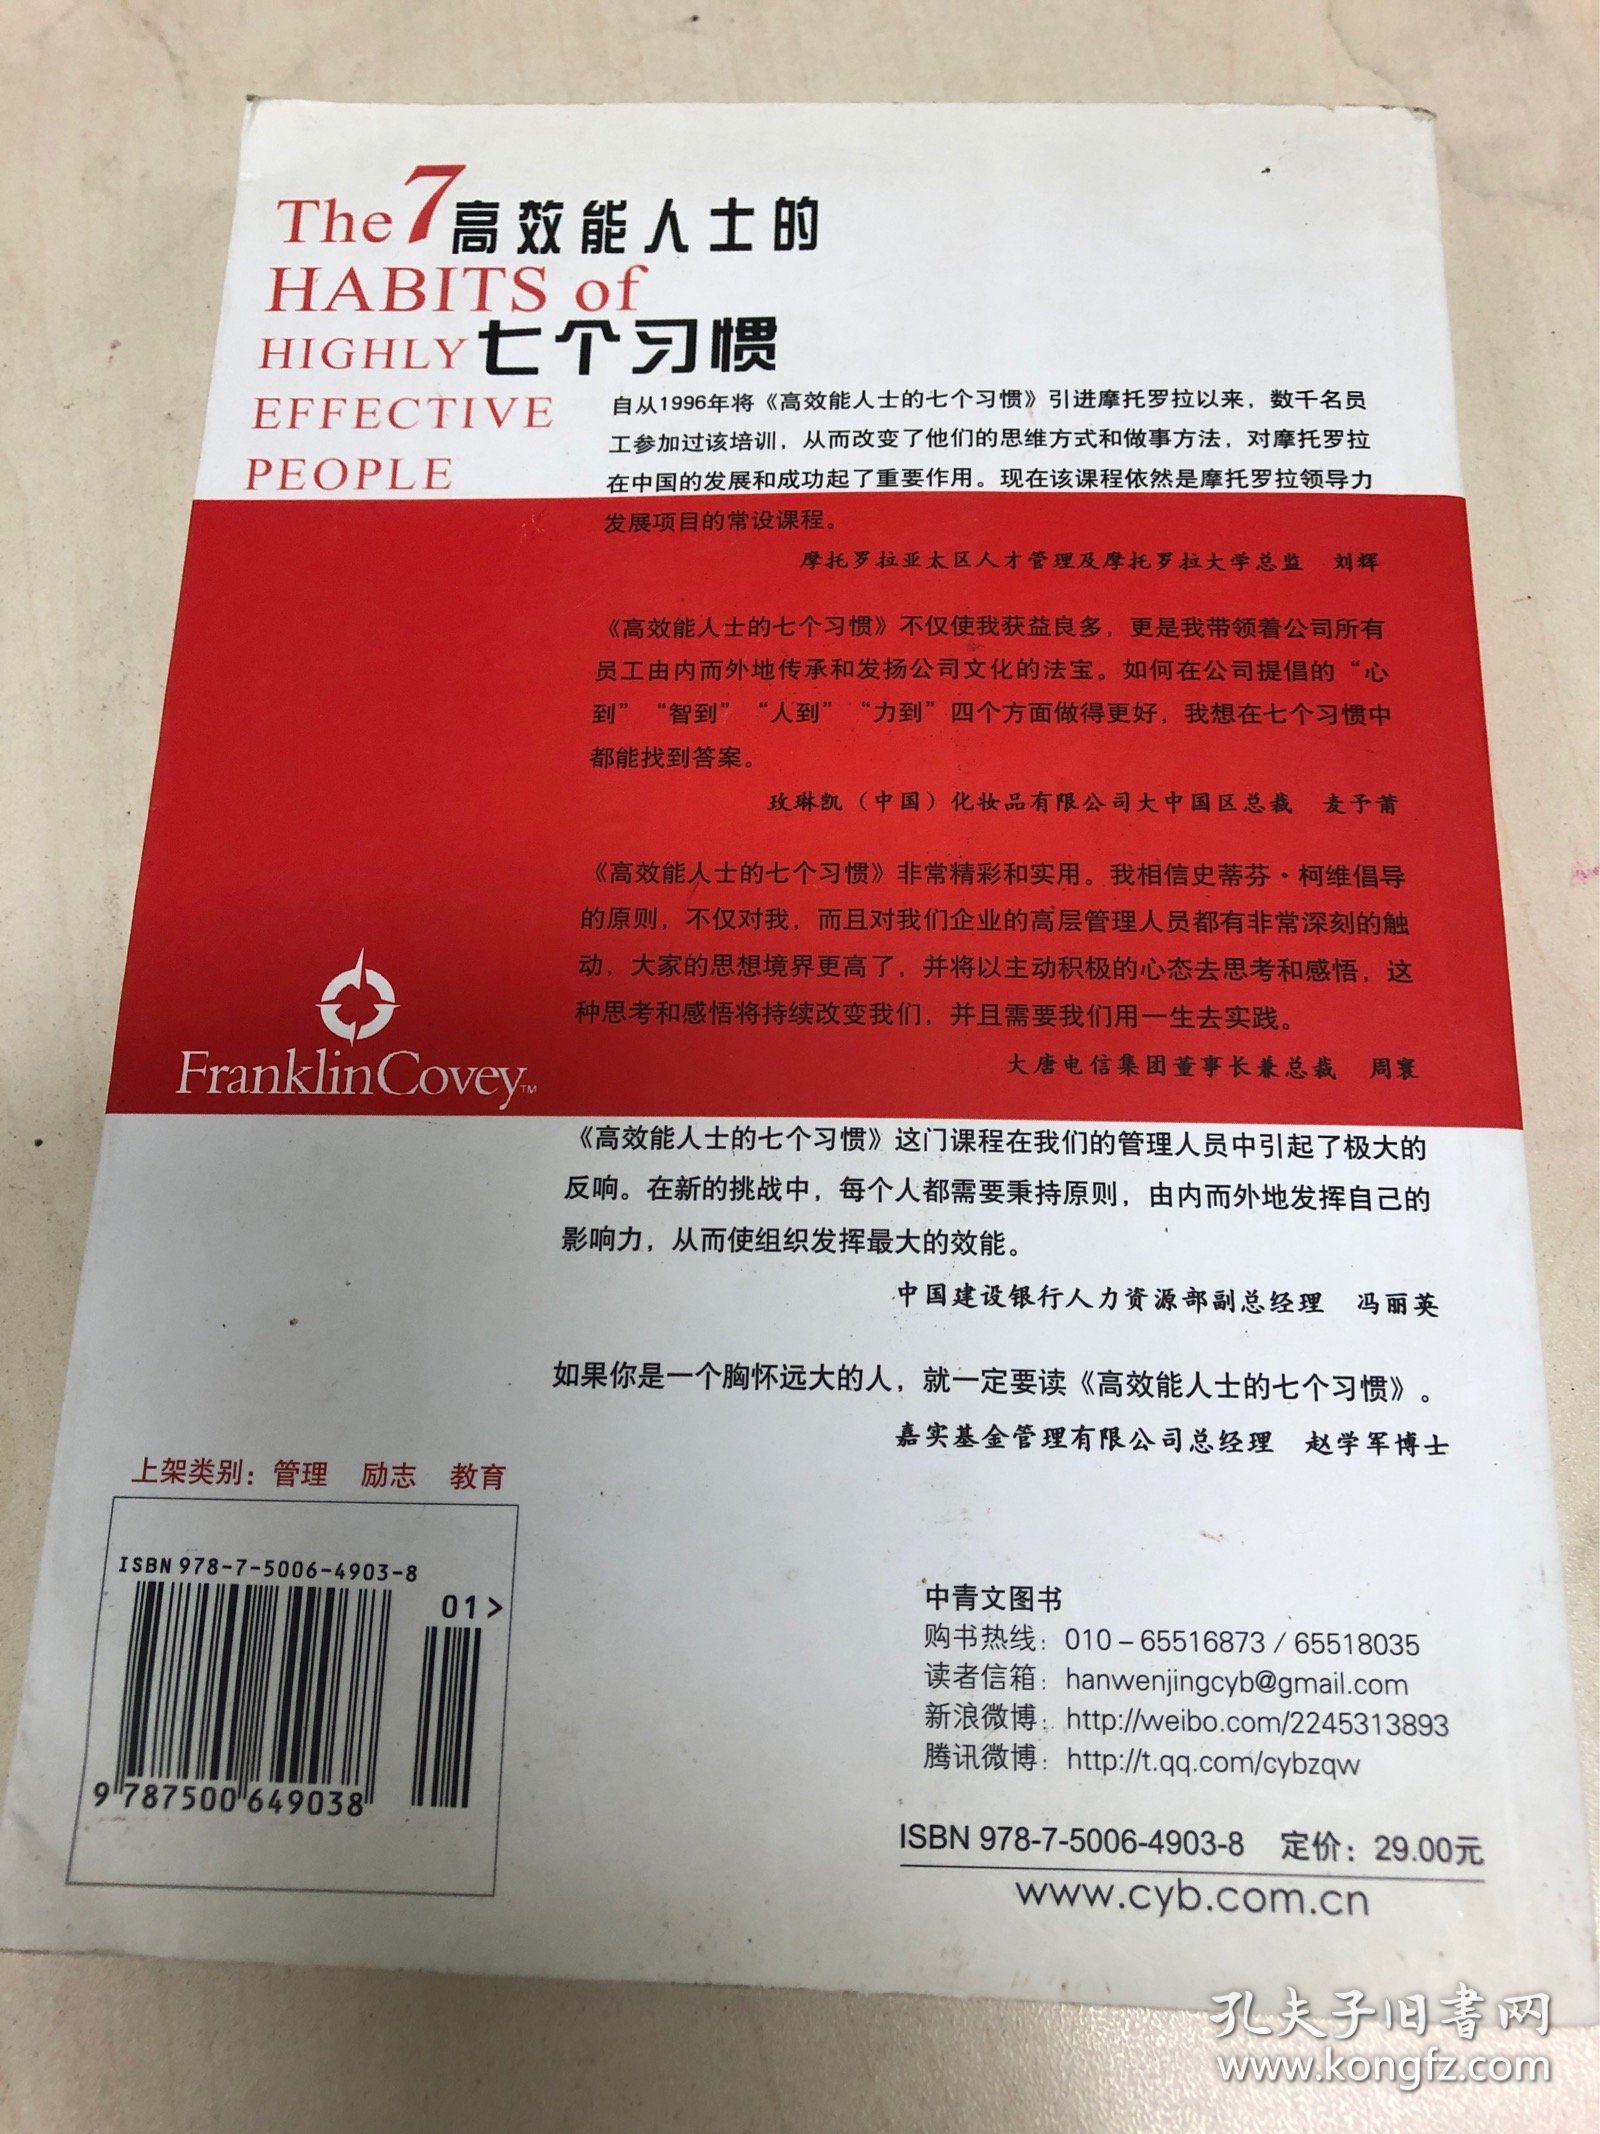 The 7 高效能人士的
HABITS of
HIGHLY 七个习惯
EFFECTIVE
PEOPLE
自从1996年将《高效能人士的七个习惯》引进摩托罗拉以来，数千名员
工参加过该培训，从而改变了他们的思维方式和做事方法，对摩托罗拉
在中国的发展和成功起了重要作用。现在该课程依然是摩托罗拉领导力
发展项目的常设课程。
摩托罗拉亚太区人才管理及摩托罗拉大学总监 刘辉
《高效能人士的七个习惯》不仅使我获益良多，更是我带领着公司所有
员工由内而外地传承和发扬公司文化的法宝。如何在公司提倡的“心
到”“智到”“人到”“力到”四个方面做得更好，我想在七个习惯中
都能找到答案。
玫琳凯（中国）化妆品有限公司大中国区总裁 麦予甫
《高效能人士的七个习惯》非常精彩和实用。我相信史蒂芬·柯维倡导
的原则，不仅对我，而且对我们企业的高层管理人员都有非常深刻的触
动，大家的思想境界更高了，并将以主动积极的心态去思考和感悟，这
种思考和感悟将持续改变我们，并且需要我们用一生去实践。
大唐电信集团董事长兼总裁 周寰
FranklinCovey™
《高效能人士的七个习惯》这门课程在我们的管理人员中引起了极大的
反响。在新的挑战中，每个人都需要秉持原则，由内而外地发挥自己的
影响力，从而使组织发挥最大的效能。
中国建设银行人力资源部副总经理 冯丽英
如果你是一个胸怀远大的人，就一定要读《高效能人士的七个习惯》。
嘉实基金管理有限公司总经理 赵学军博士
上架类别：管理 励志 教育
ISBN 978-7-5006-4903-8
01>
9 787500 649038
中青文图书
购书热线：010-65516873 / 65518035
读者信箱：hanwenjingcyb@gmail.com
新浪微博：http://weibo.com/2245313893
腾讯微博：http://t.qq.com/cybzqw
ISBN 978-7-5006-4903-8 定价：29.00元
www.cyb.com.cn
孔夫子旧书网
www.kongfz.com